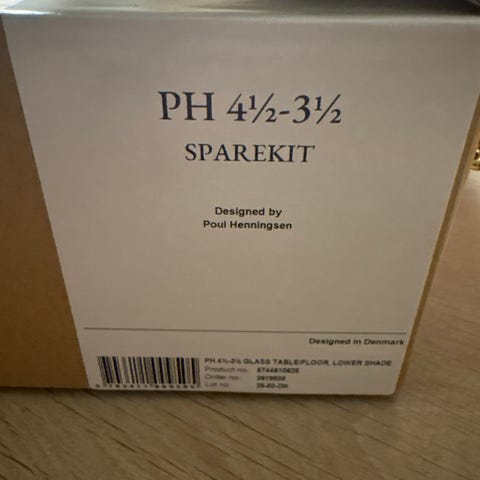 PH 4½-3½
SPAREKIT
Designed by
Poul Henningsen
Designed in Denmark
PH 4½-3½ GLASS TABLE/FLOOR, LOWER SHADE
Product no.: 5744610625
Order no.:
Lot no.: